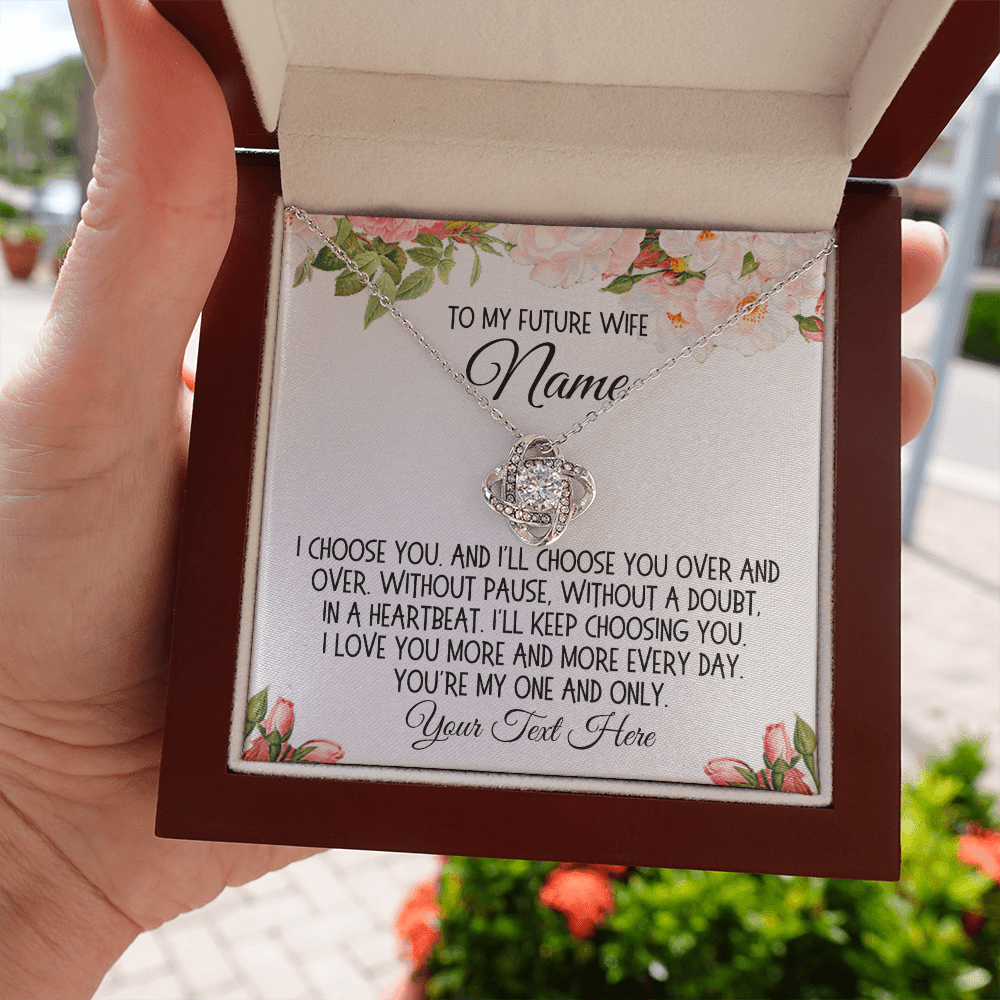 TO MY FUTURE WIFE
Name
I CHOOSE YOU. AND I'LL CHOOSE YOU OVER AND
OVER. WITHOUT PAUSE, WITHOUT A DOUBT,
IN A HEARTBEAT. I'LL KEEP CHOOSING YOU.
I LOVE YOU MORE AND MORE EVERY DAY.
YOU'RE MY ONE AND ONLY.
Your Text Here